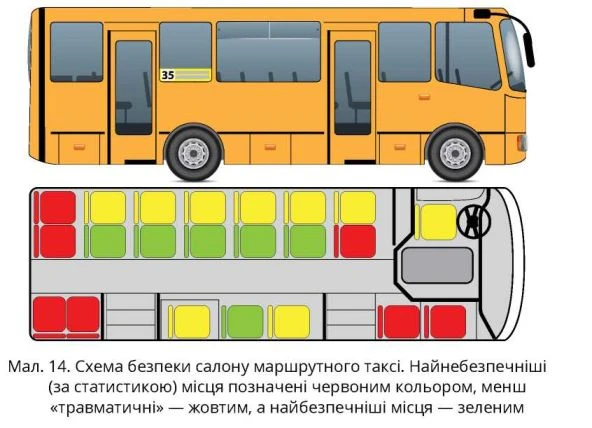 35
Мал. 14. Схема безпеки салону маршрутного таксі. Найнебезпечніші
(за статистикою) місця позначені червоним кольором, менш
«травматичні» — жовтим, а найбезпечніші місця — зеленим